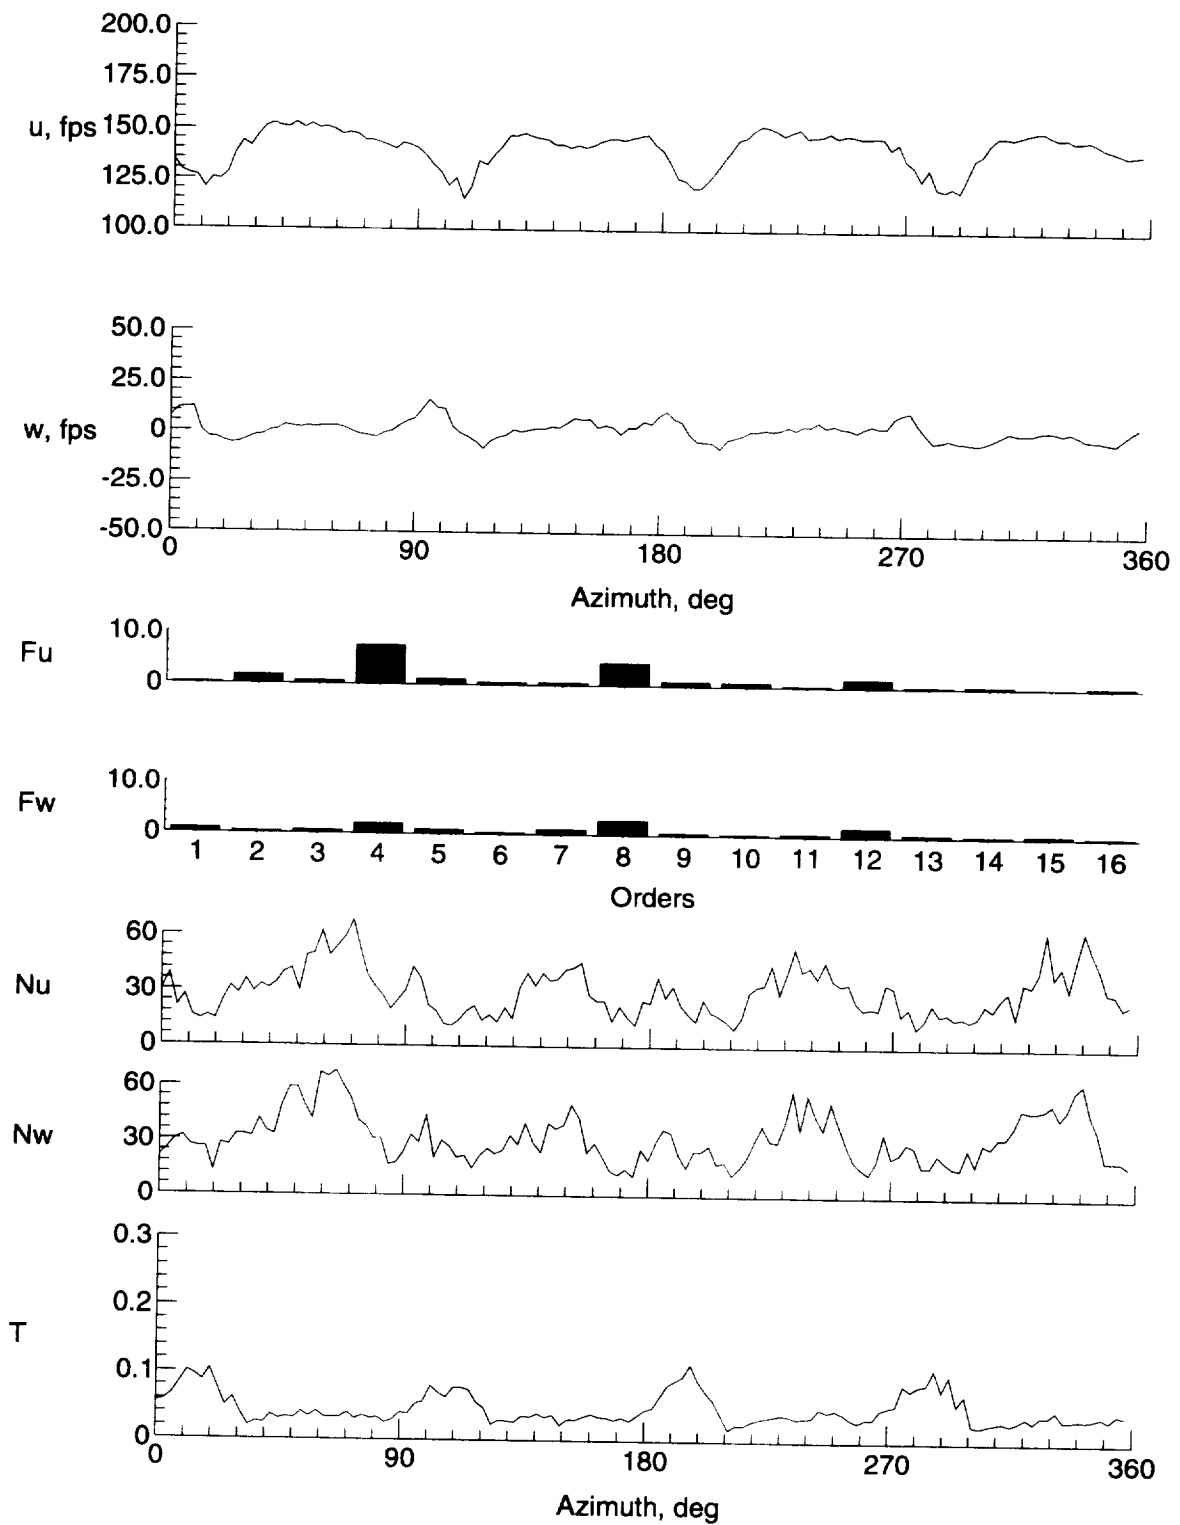 200.0
175.0
u, fps 150.0
125.0
100.0
50.0
25.0
w, fps 0
-25.0
-50.0
0 90 180 270 360
Azimuth, deg
Fu 10.0
0
Fw 10.0
0
1 2 3 4 5 6 7 8 9 10 11 12 13 14 15 16
Orders
60
Nu 30
0
60
Nw 30
0
0.3
0.2
T
0.1
0
0 90 180 270 360
Azimuth, deg